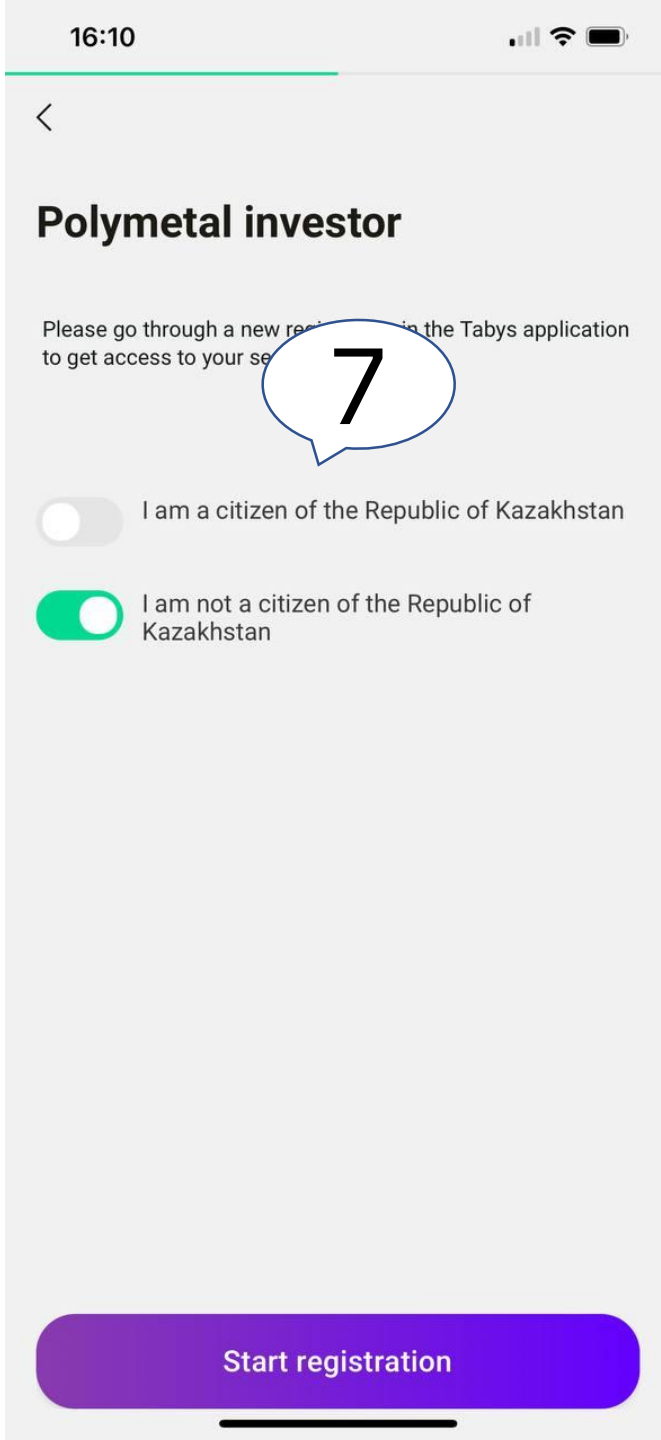 16:10
Polymetal investor
Please go through a new in the Tabys application
to get access to your
7
I am a citizen of the Republic of Kazakhstan
I am not a citizen of the Republic of
Kazakhstan
Start registration